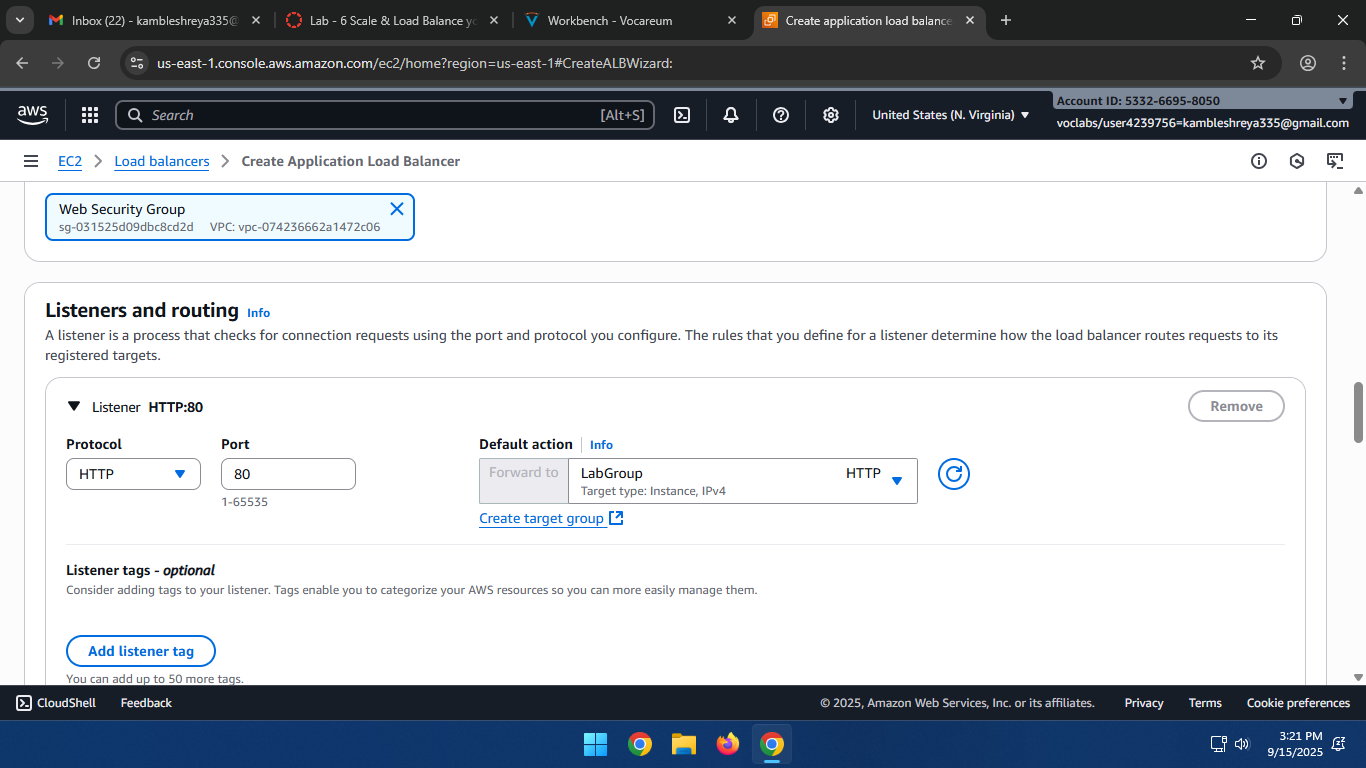 Inbox (22) - kambleshreya335@
Lab - 6 Scale & Load Balance yo
Workbench - Vocareum
Create application load balance
us-east-1.console.aws.amazon.com/ec2/home?region=us-east-1#CreateALBWizard:
aws
Search
[Alt+S]
United States (N. Virginia)
Account ID: 5332-6695-8050
voclabs/user4239756=kambleshreya335@gmail.com
EC2 > Load balancers > Create Application Load Balancer
Web Security Group
sg-031525d09dbc8cd2d VPC: vpc-074236662a1472c06
Listeners and routing Info
A listener is a process that checks for connection requests using the port and protocol you configure. The rules that you define for a listener determine how the load balancer routes requests to its
registered targets.
Listener HTTP:80
Remove
Protocol
Port
Default action Info
HTTP
80
Forward to
LabGroup
HTTP
Target type: Instance, IPv4
1-65535
Create target group
Listener tags - optional
Consider adding tags to your listener. Tags enable you to categorize your AWS resources so you can more easily manage them.
Add listener tag
You can add up to 50 more tags.
CloudShell
Feedback
© 2025, Amazon Web Services, Inc. or its affiliates.
Privacy
Terms
Cookie preferences
3:21 PM
9/15/2025